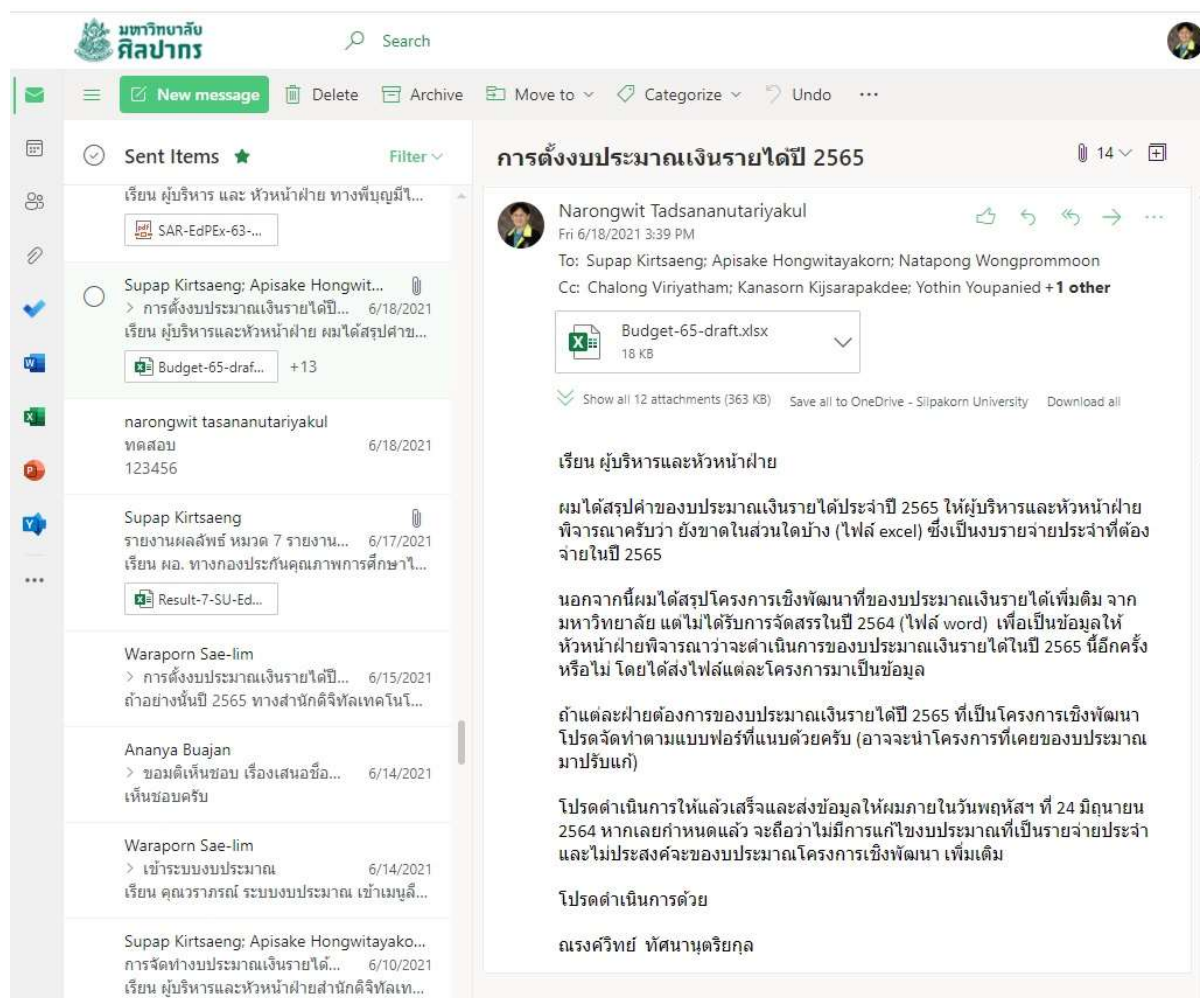 มหาวิทยาลัย
ศิลปากร
Search
New message
Delete
Archive
Move to
Categorize
Undo
Sent Items
Filter
เรียน ผู้บริหาร และ หัวหน้าฝ่าย ทางพี่บุญมีไ...
SAR-EdPEx-63-...
Supap Kirtsaeng; Apisake Hongwit...
> การตั้งงบประมาณเงินรายได้ปี... 6/18/2021
เรียน ผู้บริหารและหัวหน้าฝ่าย ผมได้สรุปคำข...
Budget-65-draf... +13
narongwit tasananutariyakul
ทดสอบ 6/18/2021
123456
Supap Kirtsaeng
รายงานผลลัพธ์ หมวด 7 รายงาน... 6/17/2021
เรียน ผอ. ทางกองประกันคุณภาพการศึกษาไ...
Result-7-SU-Ed...
Waraporn Sae-lim
> การตั้งงบประมาณเงินรายได้ปี... 6/15/2021
ถ้าอย่างนั้นปี 2565 ทางสำนักดิจิทัลเทคโนโ...
Ananya Buajan
> ขอมติเห็นชอบ เรื่องเสนอชื่อ... 6/14/2021
เห็นชอบครับ
Waraporn Sae-lim
> เข้าระบบงบประมาณ 6/14/2021
เรียน คุณวราภรณ์ ระบบงบประมาณ เข้าเมนูลื...
Supap Kirtsaeng; Apisake Hongwitayako...
การจัดทำงบประมาณเงินรายได้... 6/10/2021
เรียน ผู้บริหารและหัวหน้าฝ่ายสำนักดิจิทัลเท...
การตั้งงบประมาณเงินรายได้ปี 2565
14
Narongwit Tadsananutariyakul
Fri 6/18/2021 3:39 PM
To: Supap Kirtsaeng; Apisake Hongwitayakorn; Natapong Wongprommoon
Cc: Chalong Viriyatham; Kanasorn Kijsarapakdee; Yothin Youpanied +1 other
Budget-65-draft.xlsx
18 KB
Show all 12 attachments (363 KB) Save all to OneDrive - Silpakorn University Download all
เรียน ผู้บริหารและหัวหน้าฝ่าย
ผมได้สรุปคำของบประมาณเงินรายได้ประจำปี 2565 ให้ผู้บริหารและหัวหน้าฝ่าย
พิจารณาครับว่า ยังขาดในส่วนใดบ้าง (ไฟล์ excel) ซึ่งเป็นงบรายจ่ายประจำที่ต้อง
จ่ายในปี 2565
นอกจากนี้ผมได้สรุปโครงการเชิงพัฒนาที่ของบประมาณเงินรายได้เพิ่มติม จาก
มหาวิทยาลัย แต่ไม่ได้รับการจัดสรรในปี 2564 (ไฟล์ word) เพื่อเป็นข้อมูลให้
หัวหน้าฝ่ายพิจารณาว่าจะดำเนินการของบประมาณเงินรายได้ในปี 2565 นี้อีกครั้ง
หรือไม่ โดยได้ส่งไฟล์แต่ละโครงการมาเป็นข้อมูล
ถ้าแต่ละฝ่ายต้องการของบประมาณเงินรายได้ปี 2565 ที่เป็นโครงการเชิงพัฒนา
โปรดจัดทำตามแบบฟอร์ที่แนบด้วยครับ (อาจจะนำโครงการที่เคยของบประมาณ
มาปรับแก้)
โปรดดำเนินการให้แล้วเสร็จและส่งข้อมูลให้ผมภายในวันพฤหัสฯ ที่ 24 มิถุนายน
2564 หากเลยกำหนดแล้ว จะถือว่าไม่มีการแก้ไขงบประมาณที่เป็นรายจ่ายประจำ
และไม่ประสงค์จะของบประมาณโครงการเชิงพัฒนา เพิ่มเติม
โปรดดำเนินการด้วย
ณรงค์วิทย์ ทัศนานุตริยกุล